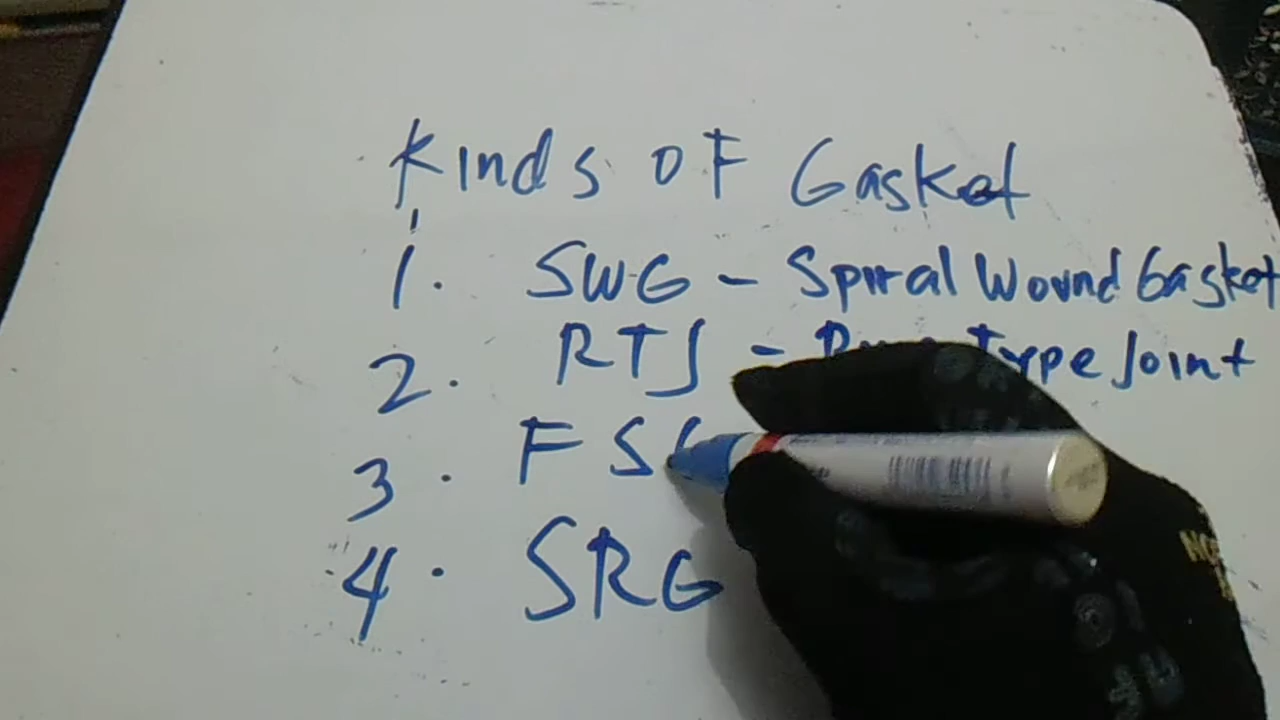 Kinds of Gasket
1. SWG - Spiral Wound Gasket
2. RTJ - Type Joint
3. FS
4. SRG